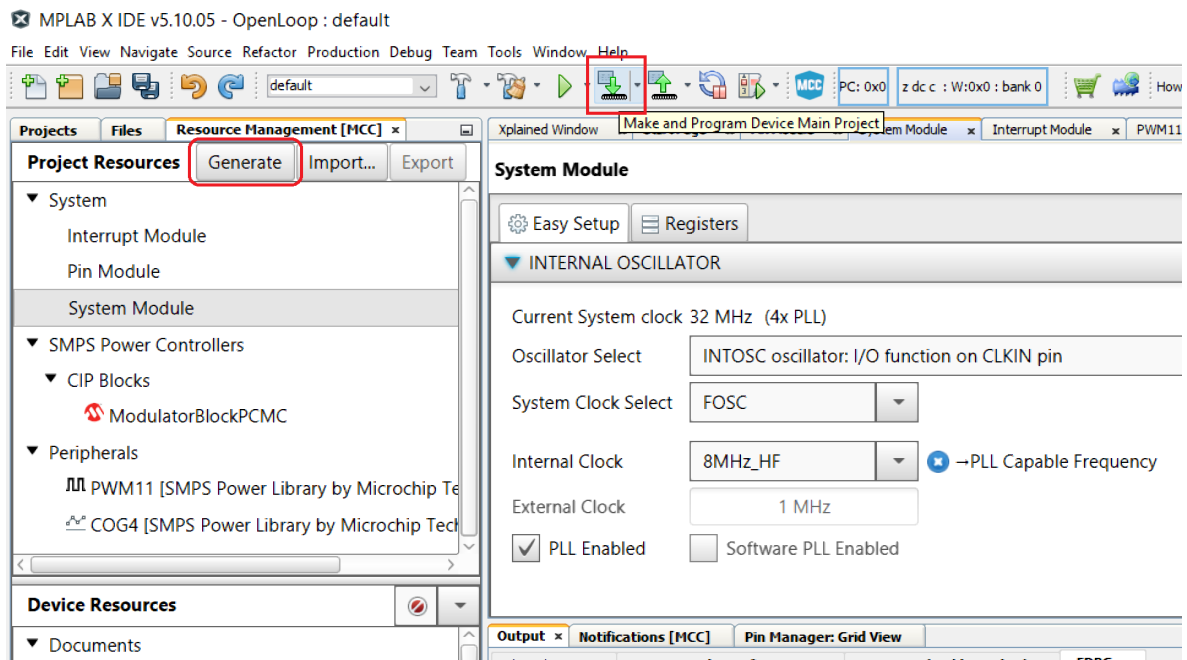 MPLAB X IDE v5.10.05 - OpenLoop : default
File Edit View Navigate Source Refactor Production Debug Team Tools Window Help
default MCC PC: 0x0 z dc c : W:0x0 : bank 0 How
Make and Program Device Main Project
Projects Files Resource Management [MCC] × Xplained Window Module × Interrupt Module × PWM11
Project Resources Generate Import... Export
System Module
System
Easy Setup Registers
Interrupt Module
INTERNAL OSCILLATOR
Pin Module
System Module
Current System clock 32 MHz (4x PLL)
SMPS Power Controllers
Oscillator Select INTOSC oscillator: I/O function on CLKIN pin
CIP Blocks
System Clock Select FOSC
ModulatorBlockPCMC
Peripherals
Internal Clock 8MHz_HF →PLL Capable Frequency
PWM11 [SMPS Power Library by Microchip Te
External Clock 1 MHz
COG4 [SMPS Power Library by Microchip Tech
PLL Enabled Software PLL Enabled
Device Resources
Output × Notifications [MCC] Pin Manager: Grid View
Documents